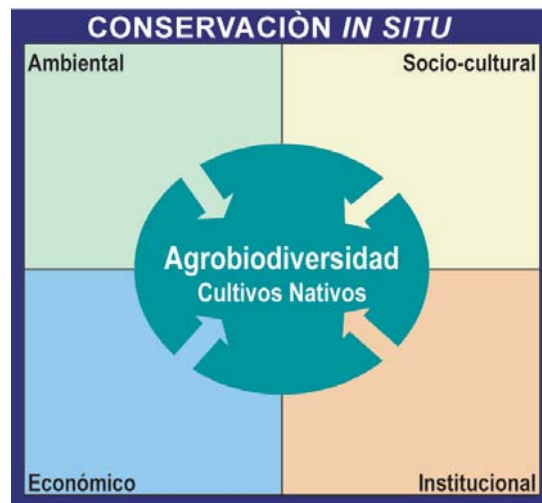 CONSERVACIÒN IN SITU
Ambiental
Socio-cultural
Agrobiodiversidad
Cultivos Nativos
Económico
Institucional